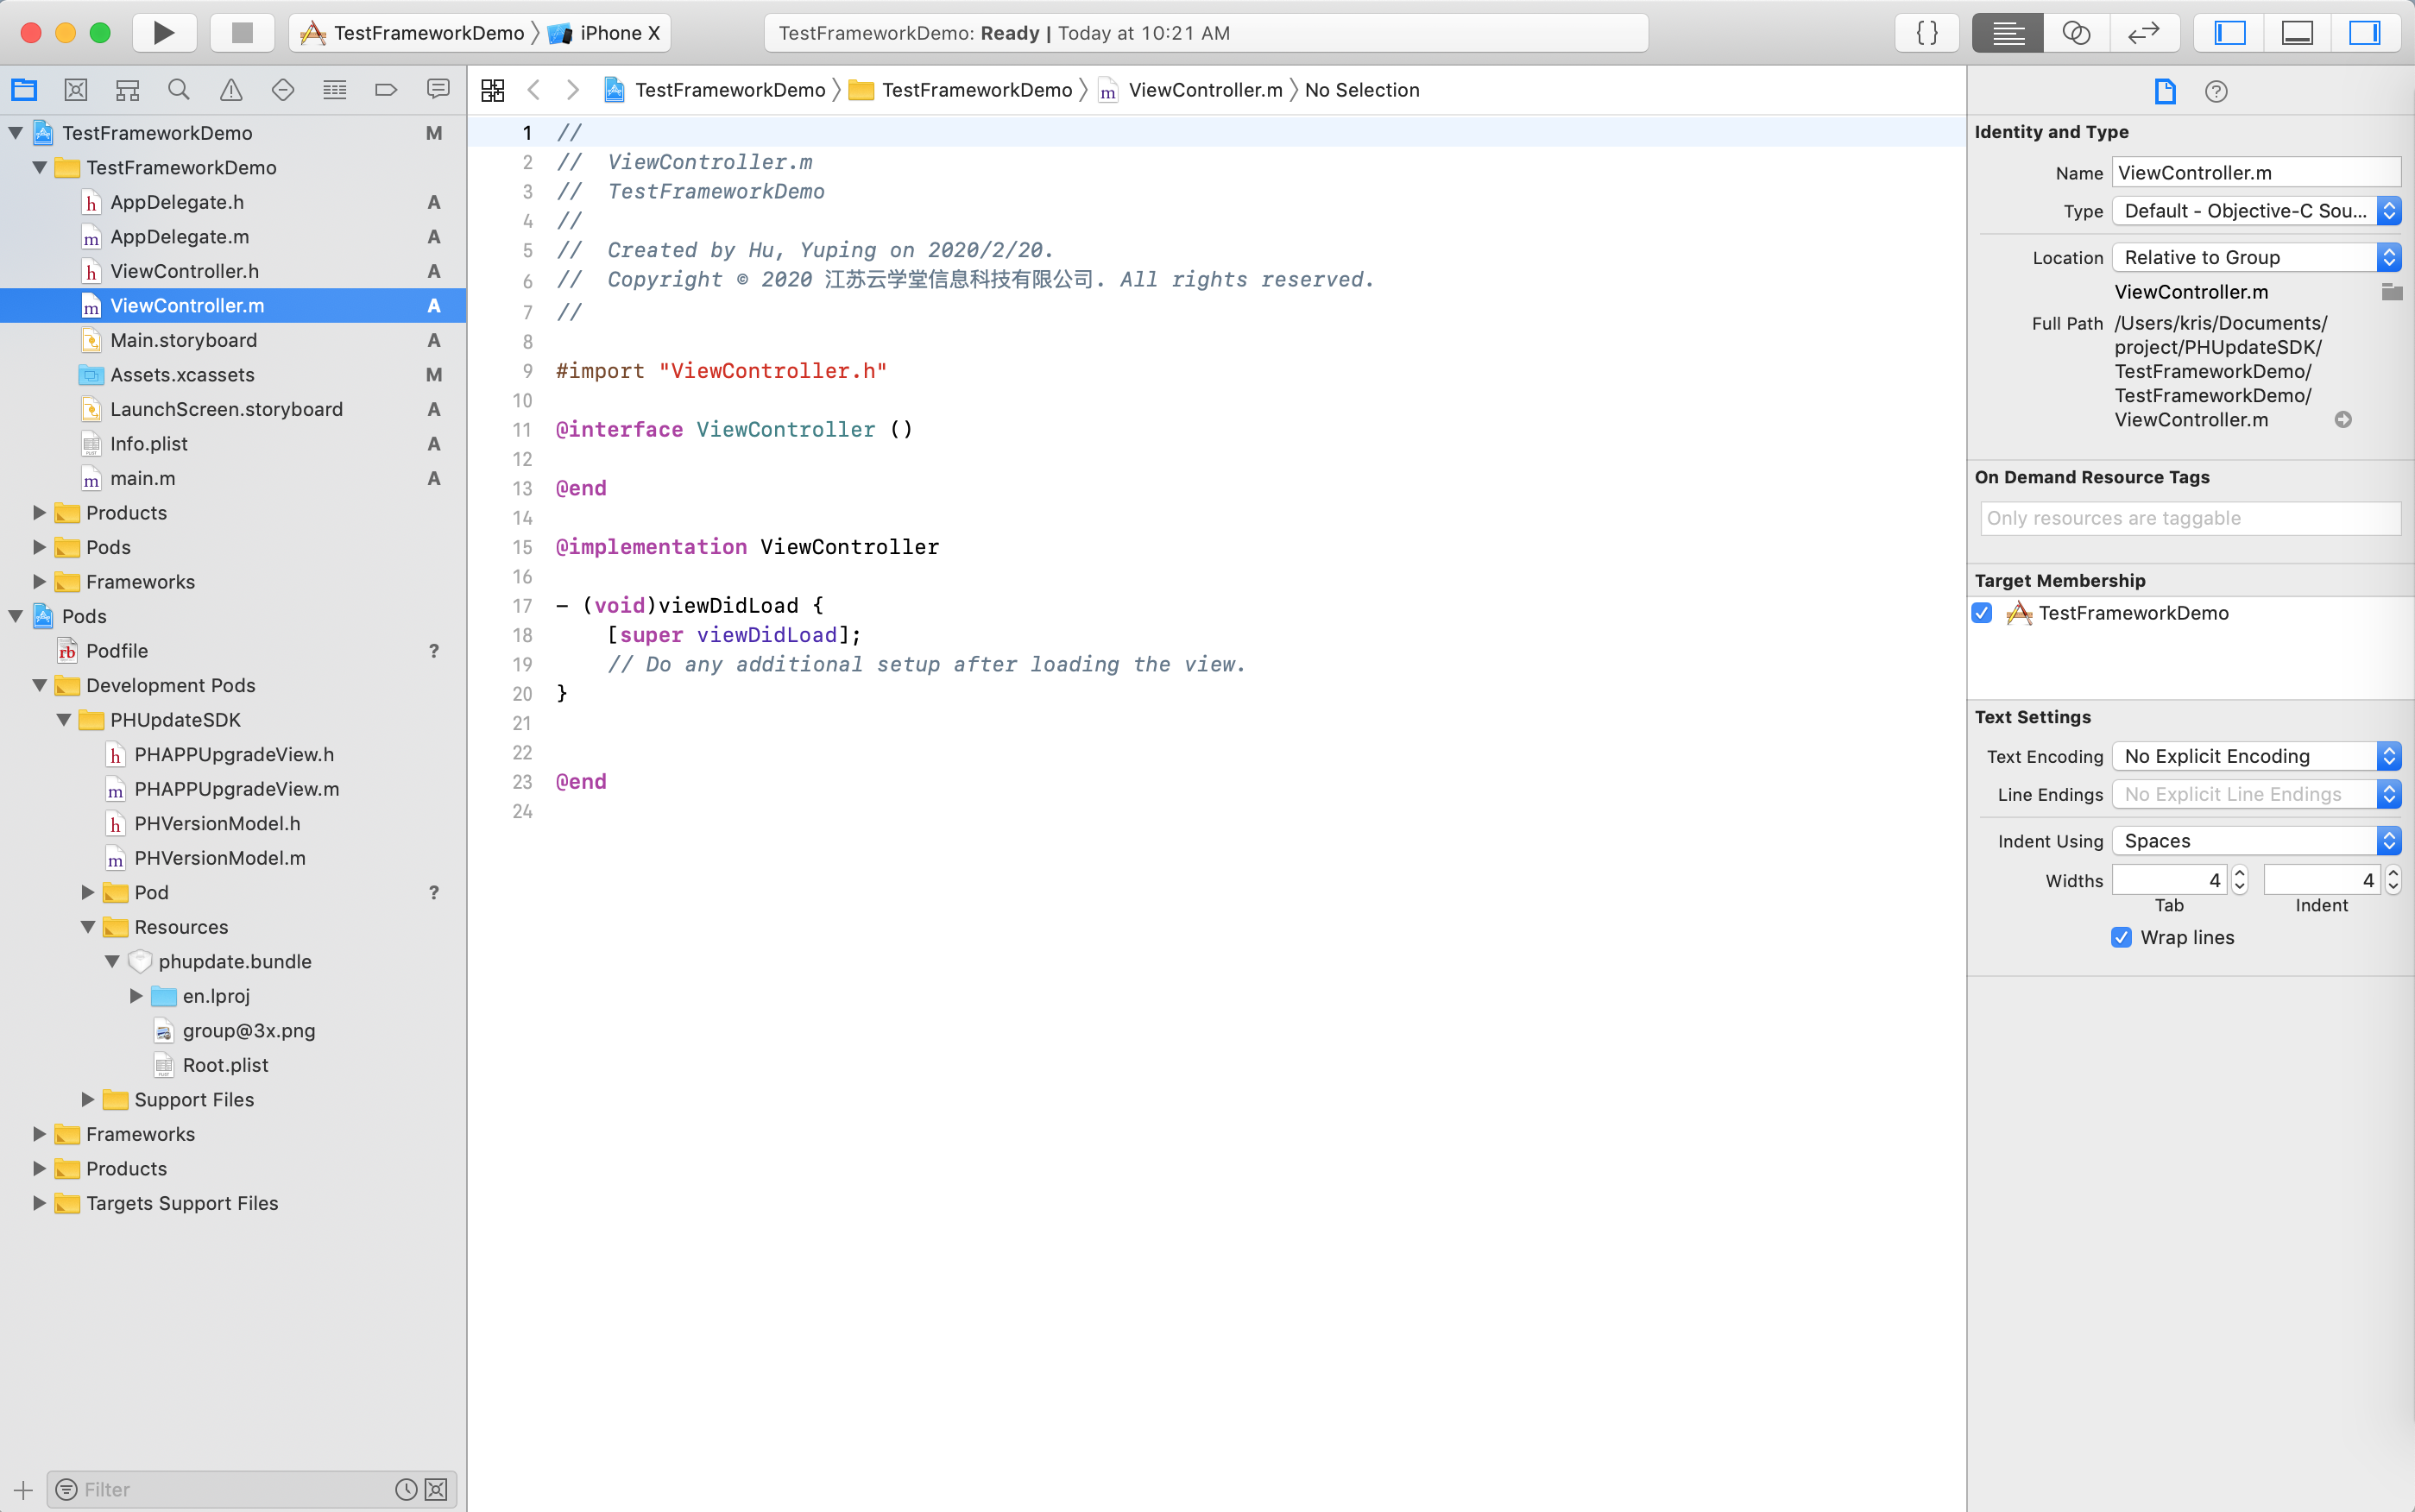 TestFrameworkDemo 〉 iPhone X
TestFrameworkDemo: Ready | Today at 10:21 AM
{ }
TestFrameworkDemo M
TestFrameworkDemo
h AppDelegate.h A
m AppDelegate.m A
h ViewController.h A
m ViewController.m A
Main.storyboard A
Assets.xcassets M
LaunchScreen.storyboard A
Info.plist A
m main.m A
Products
Pods
Frameworks
Pods
rb Podfile ?
Development Pods
PHUpdateSDK
h PHAPPUpgradeView.h
m PHAPPUpgradeView.m
h PHVersionModel.h
m PHVersionModel.m
Pod ?
Resources
phupdate.bundle
en.lproj
group@3x.png
Root.plist
Support Files
Frameworks
Products
Targets Support Files
Filter
TestFrameworkDemo 〉 TestFrameworkDemo 〉 m ViewController.m 〉 No Selection
1 //
2 //  ViewController.m
3 //  TestFrameworkDemo
4 //
5 //  Created by Hu, Yuping on 2020/2/20.
6 //  Copyright © 2020 江苏云学堂信息科技有限公司. All rights reserved.
7 //
8
9 #import "ViewController.h"
10
11 @interface ViewController ()
12
13 @end
14
15 @implementation ViewController
16
17 - (void)viewDidLoad {
18     [super viewDidLoad];
19     // Do any additional setup after loading the view.
20 }
21
22
23 @end
24
Identity and Type
Name ViewController.m
Type Default - Objective-C Sou...
Location Relative to Group
ViewController.m
Full Path /Users/kris/Documents/
project/PHUpdateSDK/
TestFrameworkDemo/
TestFrameworkDemo/
ViewController.m
On Demand Resource Tags
Only resources are taggable
Target Membership
TestFrameworkDemo
Text Settings
Text Encoding No Explicit Encoding
Line Endings No Explicit Line Endings
Indent Using Spaces
Widths 4 4
Tab Indent
Wrap lines